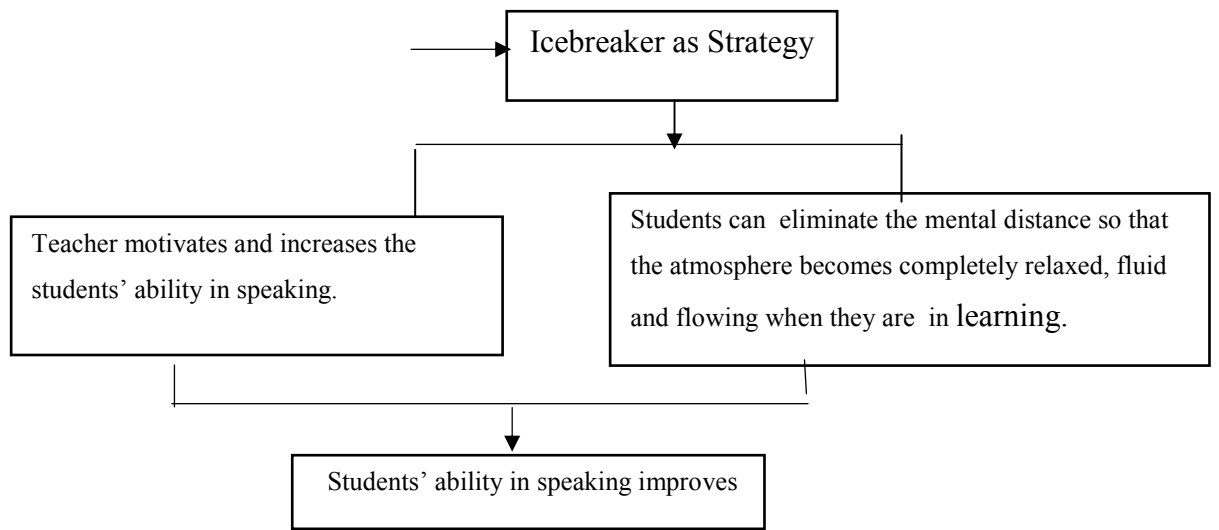 Icebreaker as Strategy
Teacher motivates and increases the
students’ ability in speaking.
Students can eliminate the mental distance so that
the atmosphere becomes completely relaxed, fluid
and flowing when they are in learning.
Students’ ability in speaking improves